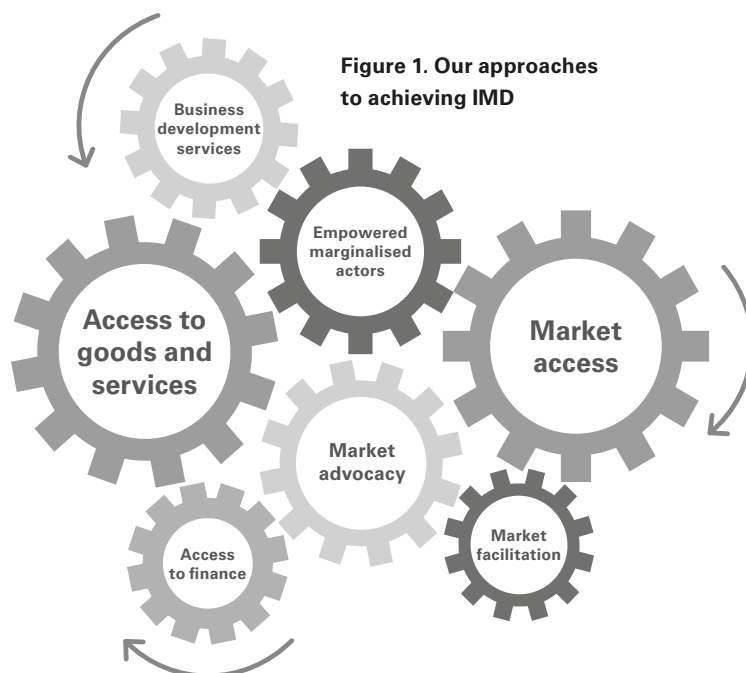 Figure 1. Our approaches
to achieving IMD
Business
development
services
Empowered
marginalised
actors
Access to
goods and
services
Market
access
Market
advocacy
Access
to finance
Market
facilitation